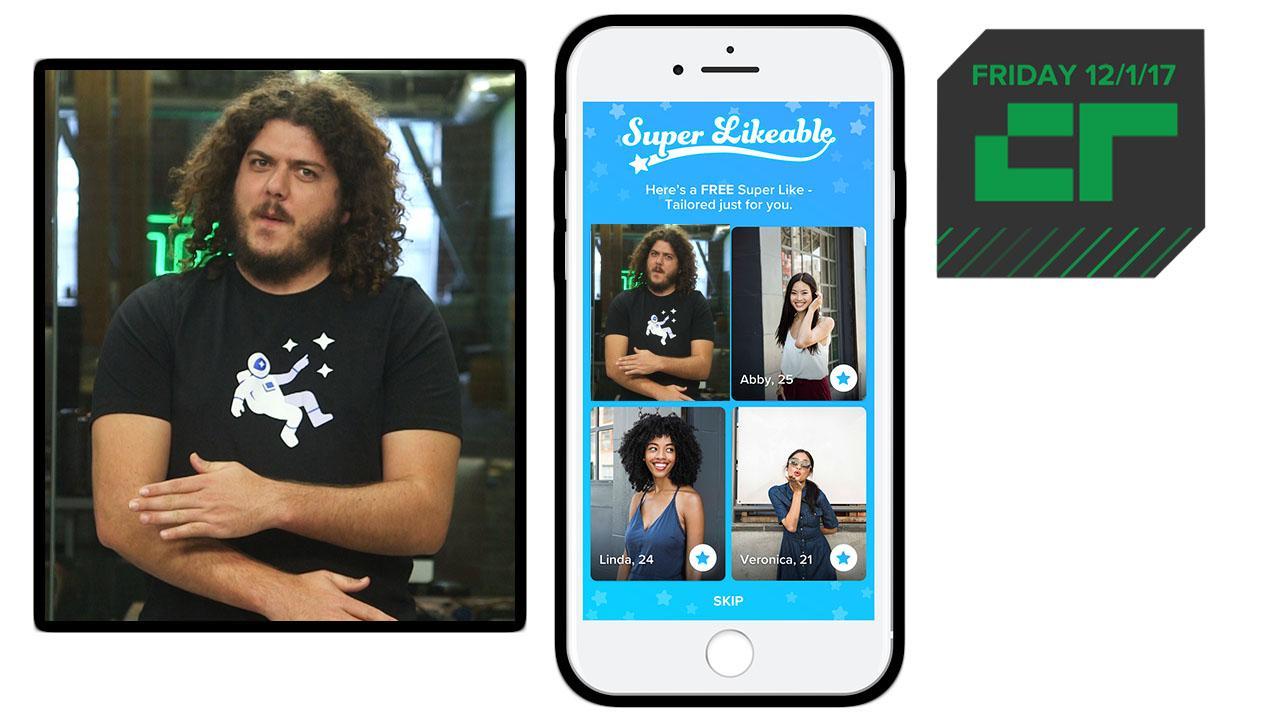 Super Likeable
Here's a FREE Super Like -
Tailored just for you.
Abby, 25
Linda, 24
Veronica, 21
SKIP
FRIDAY 12/1/17
CR